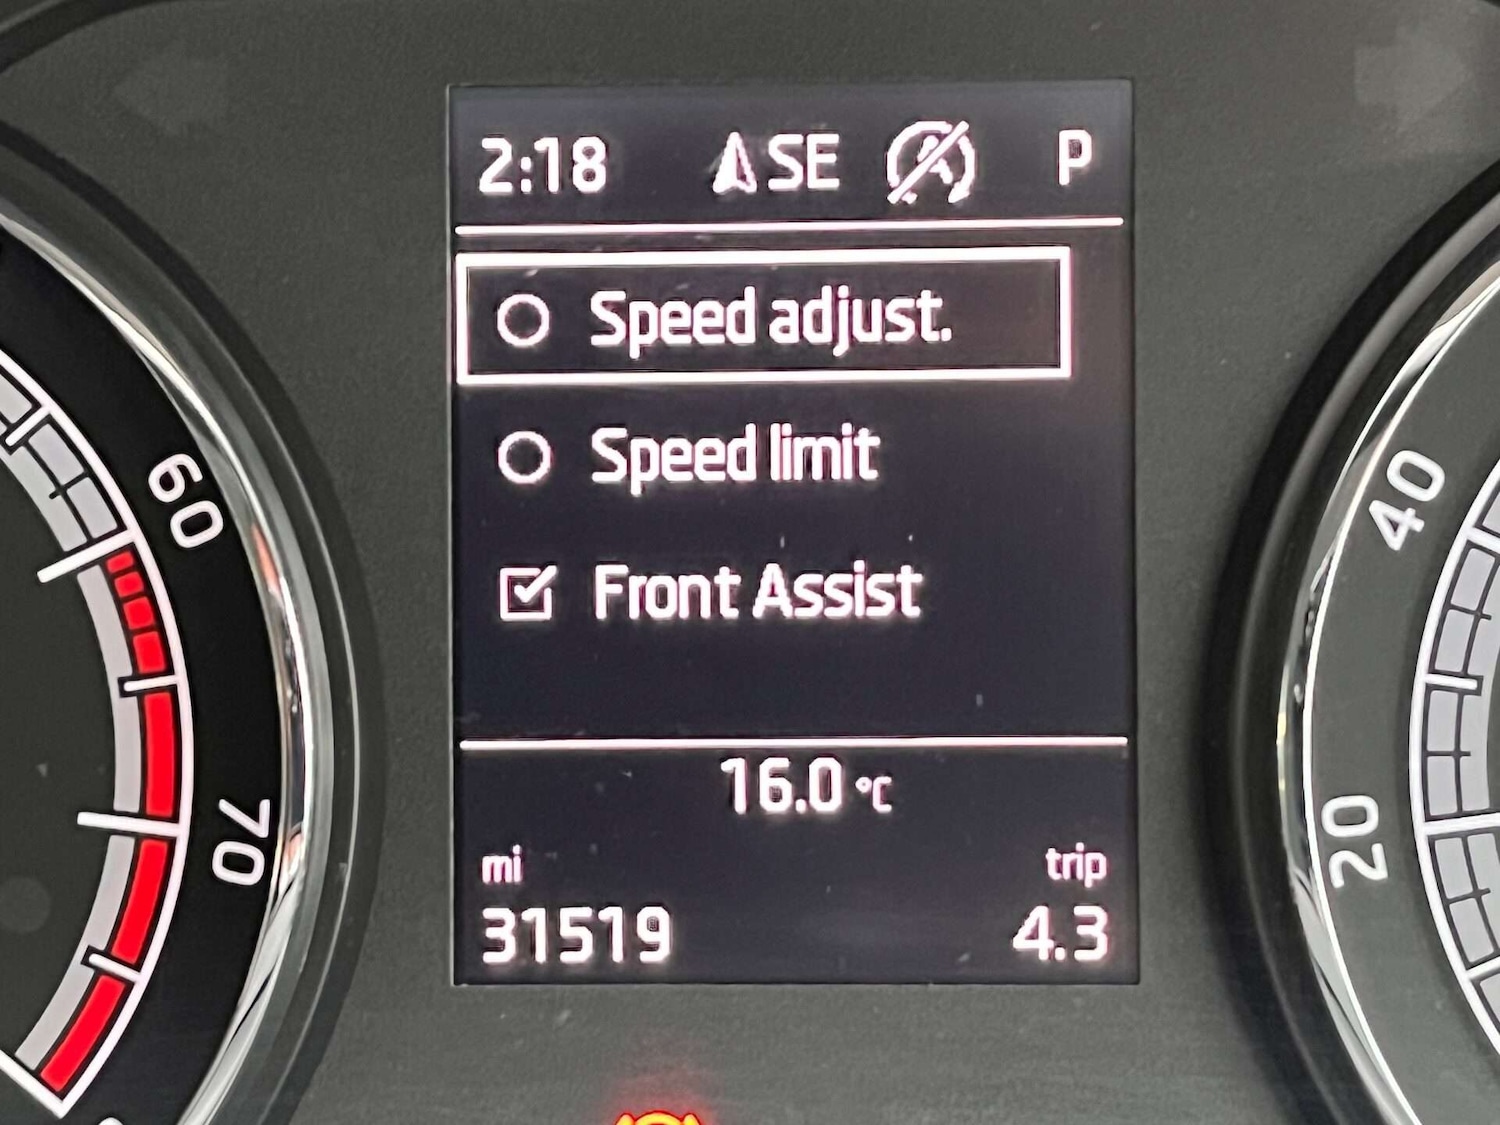 2:18 SE P
Speed adjust.
Speed limit
Front Assist
16.0 °C
mi trip
31519 4.3
60
70
40
20